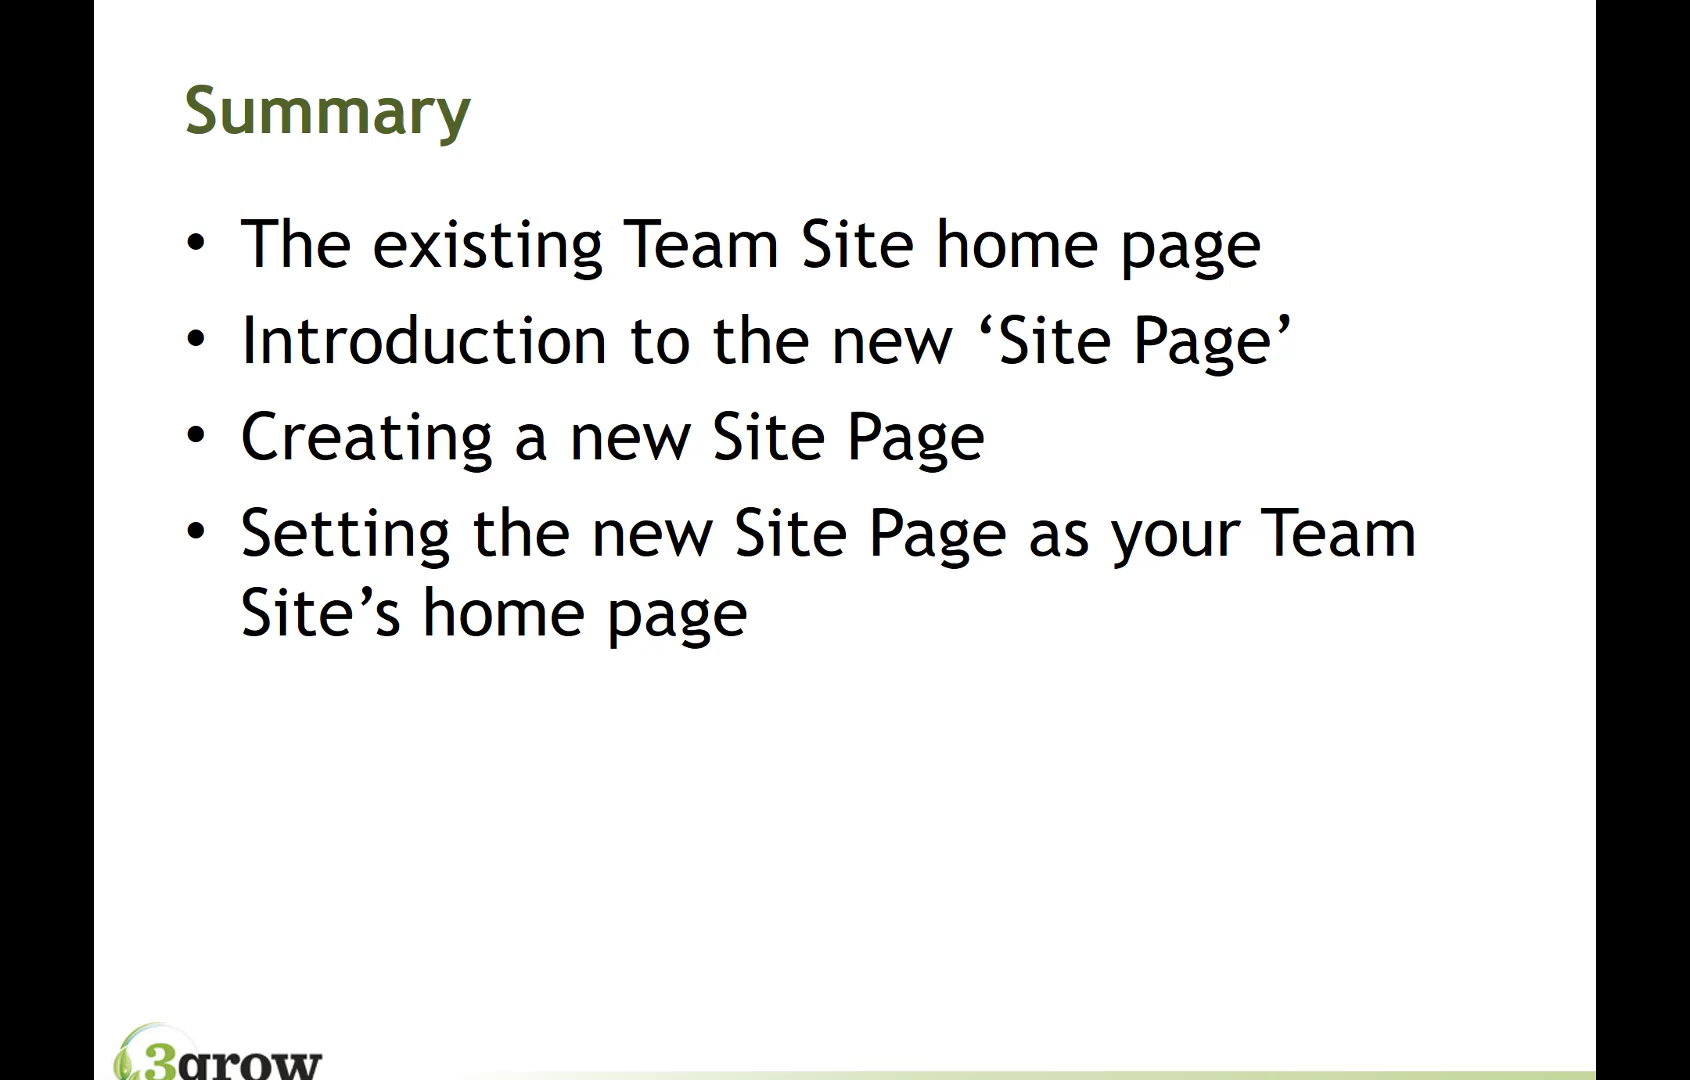 Summary
• The existing Team Site home page
• Introduction to the new ‘Site Page’
• Creating a new Site Page
• Setting the new Site Page as your Team
Site’s home page
3grow